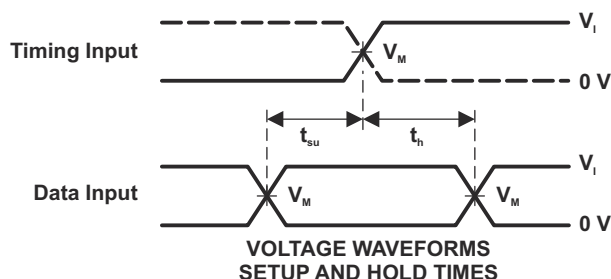 V_I
Timing Input
V_M
0 V
t_su
t_h
V_I
Data Input
V_M
V_M
0 V
VOLTAGE WAVEFORMS
SETUP AND HOLD TIMES